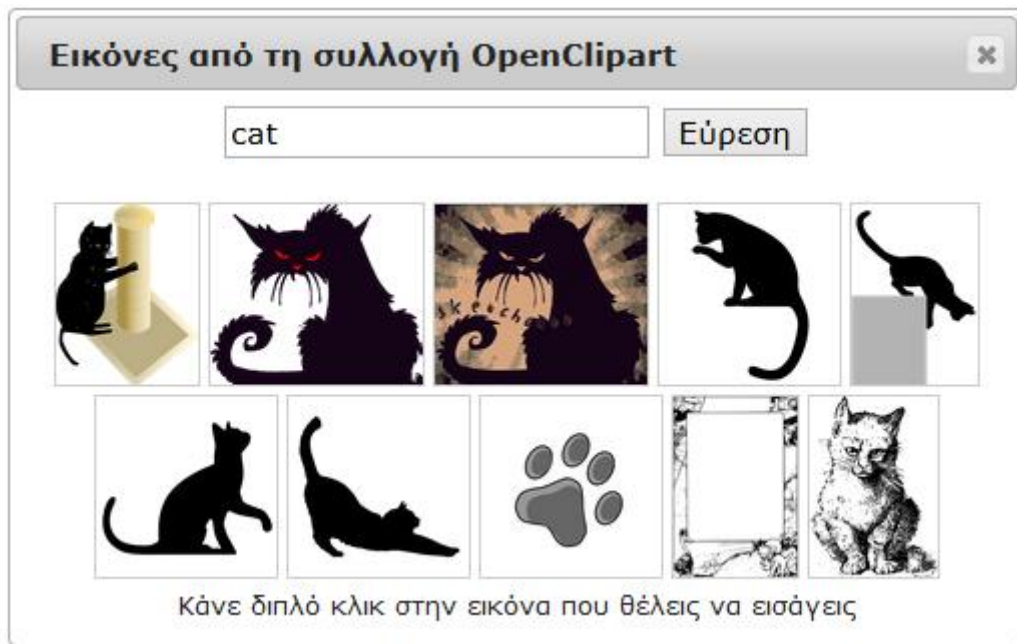 Εικόνες από τη συλλογή OpenClipart
cat
Εύρεση
Κάνε διπλό κλικ στην εικόνα που θέλεις να εισάγεις